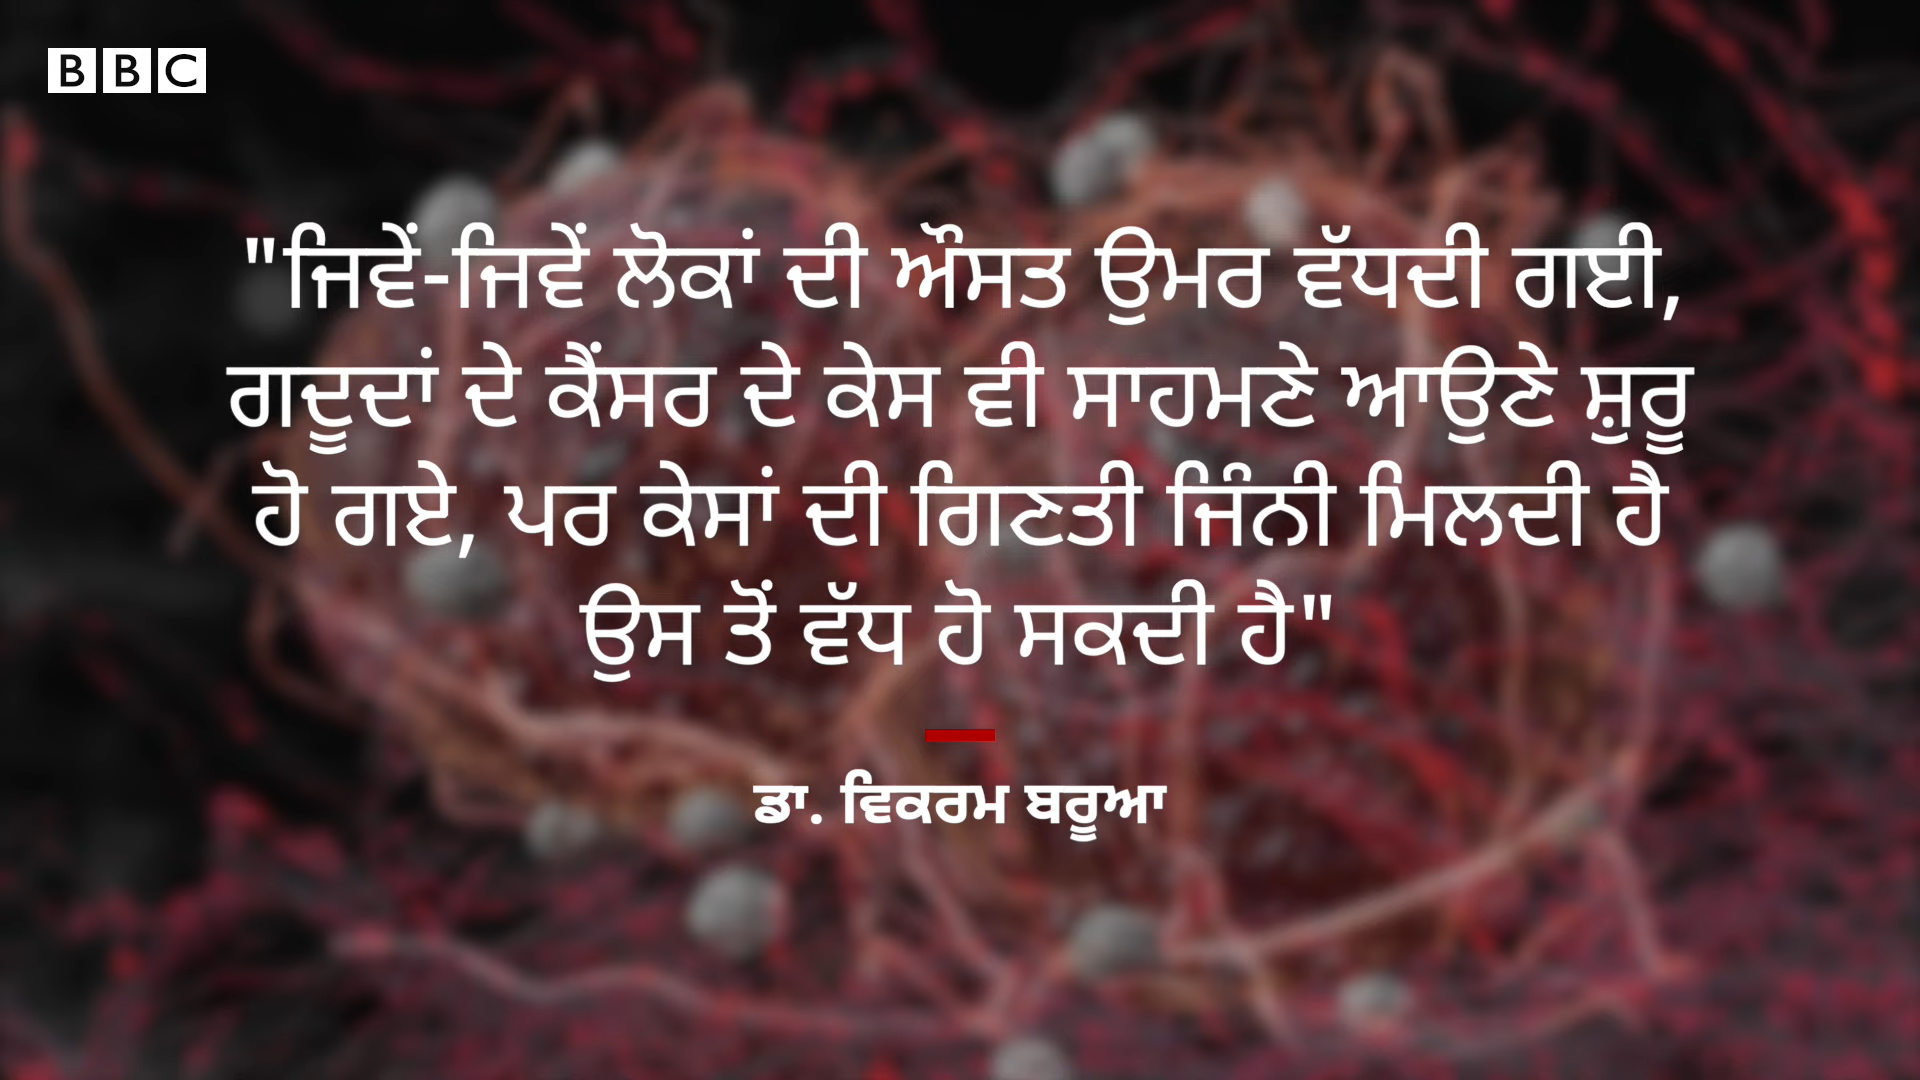 BBC
"ਜਿਵੇਂ-ਜਿਵੇਂ ਲੋਕਾਂ ਦੀ ਔਸਤ ਉਮਰ ਵੱਧਦੀ ਗਈ,
ਗਦੂਦਾਂ ਦੇ ਕੈਂਸਰ ਦੇ ਕੇਸ ਵੀ ਸਾਹਮਣੇ ਆਉਣੇ ਸ਼ੁਰੂ
ਹੋ ਗਏ, ਪਰ ਕੇਸਾਂ ਦੀ ਗਿਣਤੀ ਜਿੰਨੀ ਮਿਲਦੀ ਹੈ
ਉਸ ਤੋਂ ਵੱਧ ਹੋ ਸਕਦੀ ਹੈ"
ਡਾ. ਵਿਕਰਮ ਬਰੂਆ